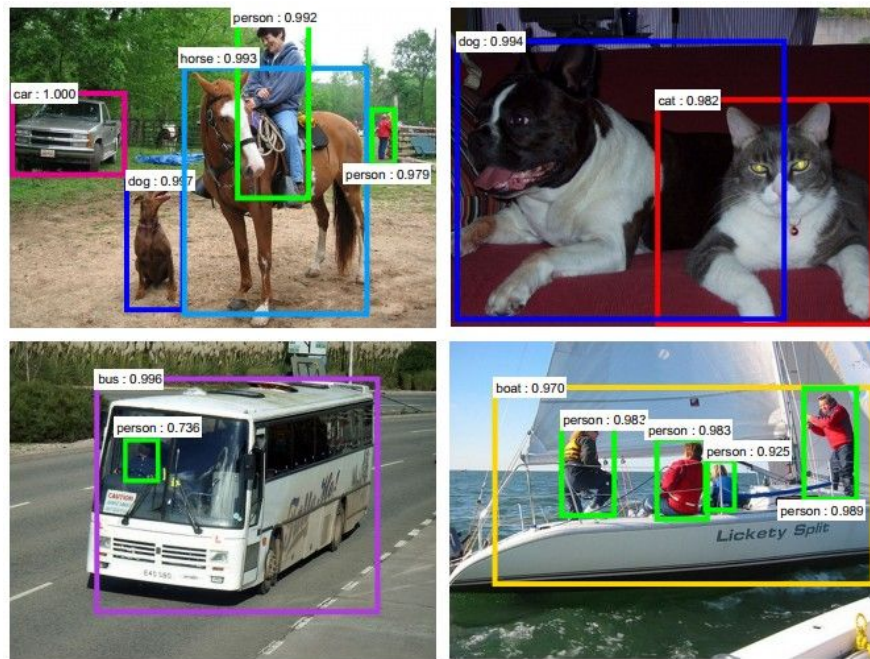 person : 0.992
horse : 0.993
car : 1.000
dog : 0.997
person : 0.979
dog : 0.994
cat : 0.982
bus : 0.996
person : 0.736
CAUTION
L
boat : 0.970
person : 0.983
person : 0.983
person : 0.925
person : 0.989
Lickety Split